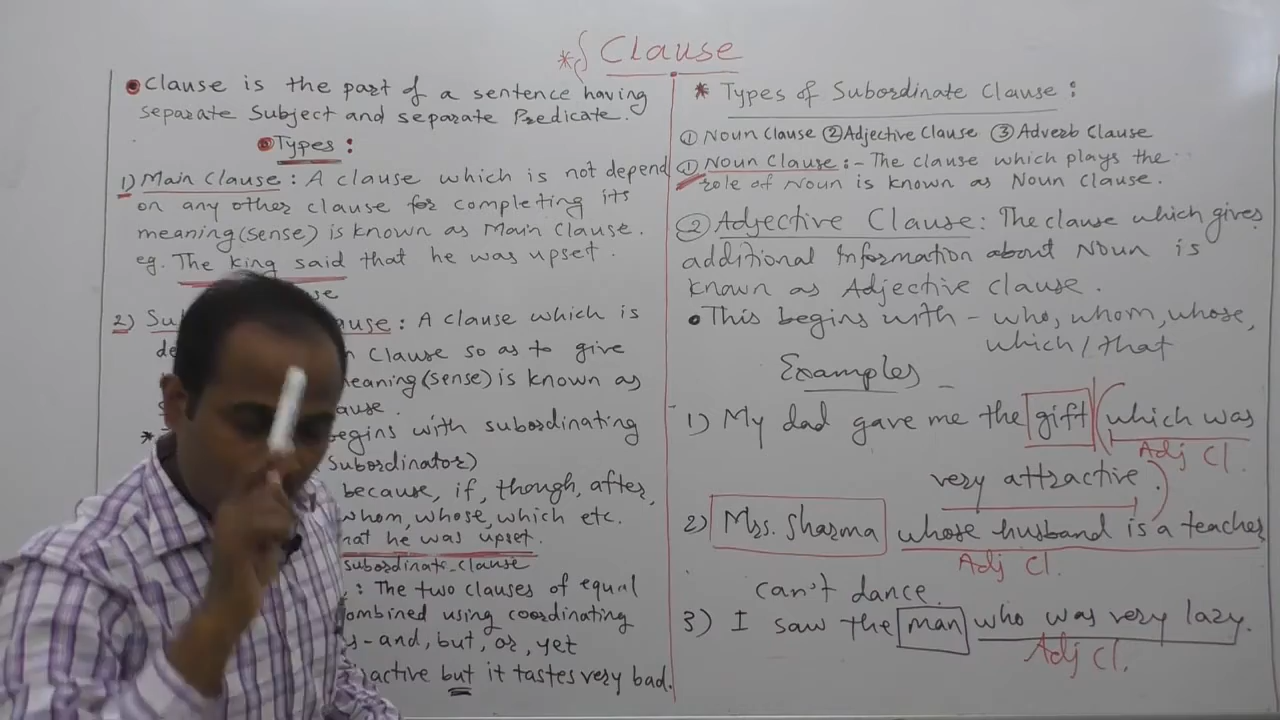 * Clause
Clause is the part of a sentence having
separate Subject and separate Predicate.
Types:
1) Main Clause: A clause which is not depend
on any other clause for completing its
meaning(sense) is known as Main Clause.
eg. The king said that he was upset.
2) Su ause: A clause which is
de Clause so as to give
eaning(sense) is known as
ause.
* egins with subordinating
Subordinator)
because, if, though, after,
whom, whose, which etc.
hat he was upset.
subordinate clause
: The two clauses of equal
ombined using coordinating
s-and, but, or, yet
active but it tastes very bad.
* Types of Subordinate Clause:
① Noun Clause ② Adjective Clause ③ Adverb Clause
① Noun Clause:- The clause which plays the
role of Noun is known as Noun Clause.
② Adjective Clause: The clause which gives
additional Information about Noun is
known as Adjective clause.
• This begins with - who, whom, whose,
which/that
Examples
1) My dad gave me the gift (which was
Adj Cl.
very attractive.)
2) Mrs. Sharma whose husband is a teacher
Adj Cl.
can't dance.
3) I saw the man who was very lazy.
Adj Cl.